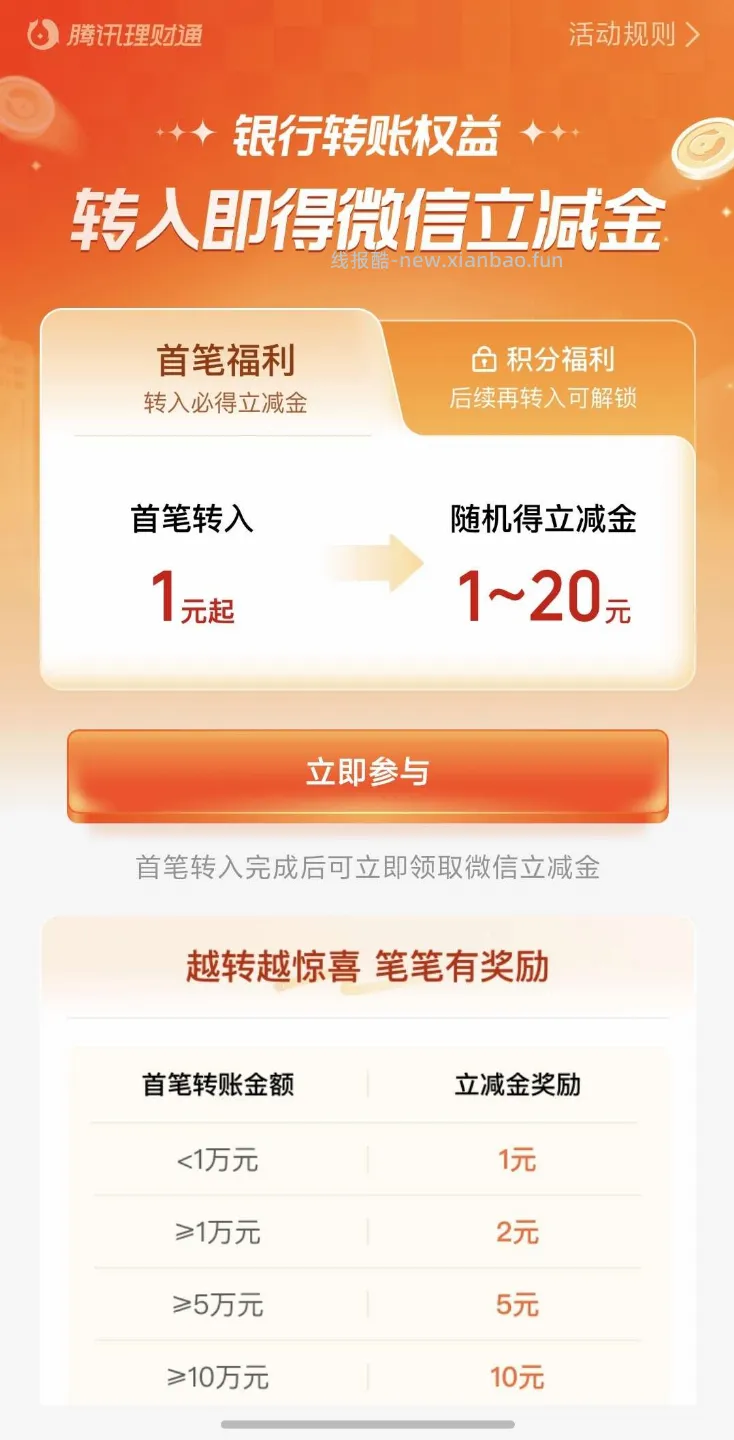 腾讯理财通
活动规则
银行转账权益
转入即得微信立减金
线报酷-new.xianbao.fun
首笔福利
转入必得立减金
积分福利
后续再转入可解锁
首笔转入
1元起
随机得立减金
1~20元
立即参与
首笔转入完成后可立即领取微信立减金
越转越惊喜 笔笔有奖励
首笔转账金额 立减金奖励
<1万元 1元
≥1万元 2元
≥5万元 5元
≥10万元 10元